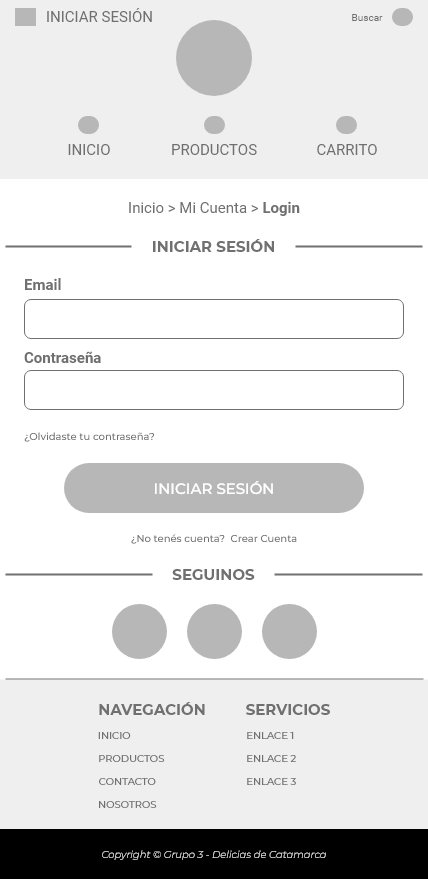 INICIAR SESIÓN
Buscar
INICIO
PRODUCTOS
CARRITO
Inicio > Mi Cuenta > Login
INICIAR SESIÓN
Email
Contraseña
¿Olvidaste tu contraseña?
INICIAR SESIÓN
¿No tenés cuenta? Crear Cuenta
SEGUINOS
NAVEGACIÓN
INICIO
PRODUCTOS
CONTACTO
NOSOTROS
SERVICIOS
ENLACE 1
ENLACE 2
ENLACE 3
Copyright © Grupo 3 - Delicias de Catamarca